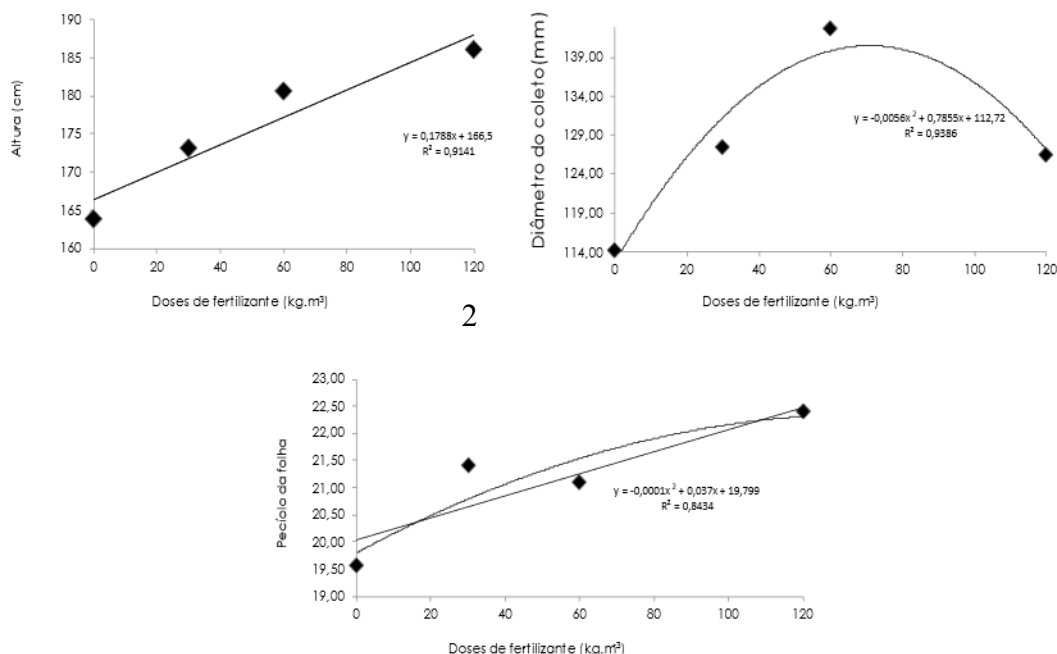 Altura (cm)
190
185
180
175
170
165
160
y = 0,1788x + 166,5
R² = 0,9141
0 20 40 60 80 100 120
Doses de fertilizante (kg.m³)
Diâmetro do coleto (mm)
139,00
134,00
129,00
124,00
119,00
114,00
y = -0,0056x² + 0,7855x + 112,72
R² = 0,9386
0 20 40 60 80 100 120
Doses de fertilizante (kg.m³)
2
Pecíolo da folha
23,00
22,50
22,00
21,50
21,00
20,50
20,00
19,50
19,00
y = -0,0001x² + 0,037x + 19,799
R² = 0,8434
0 20 40 60 80 100 120
Doses de fertilizante (kg.m³)